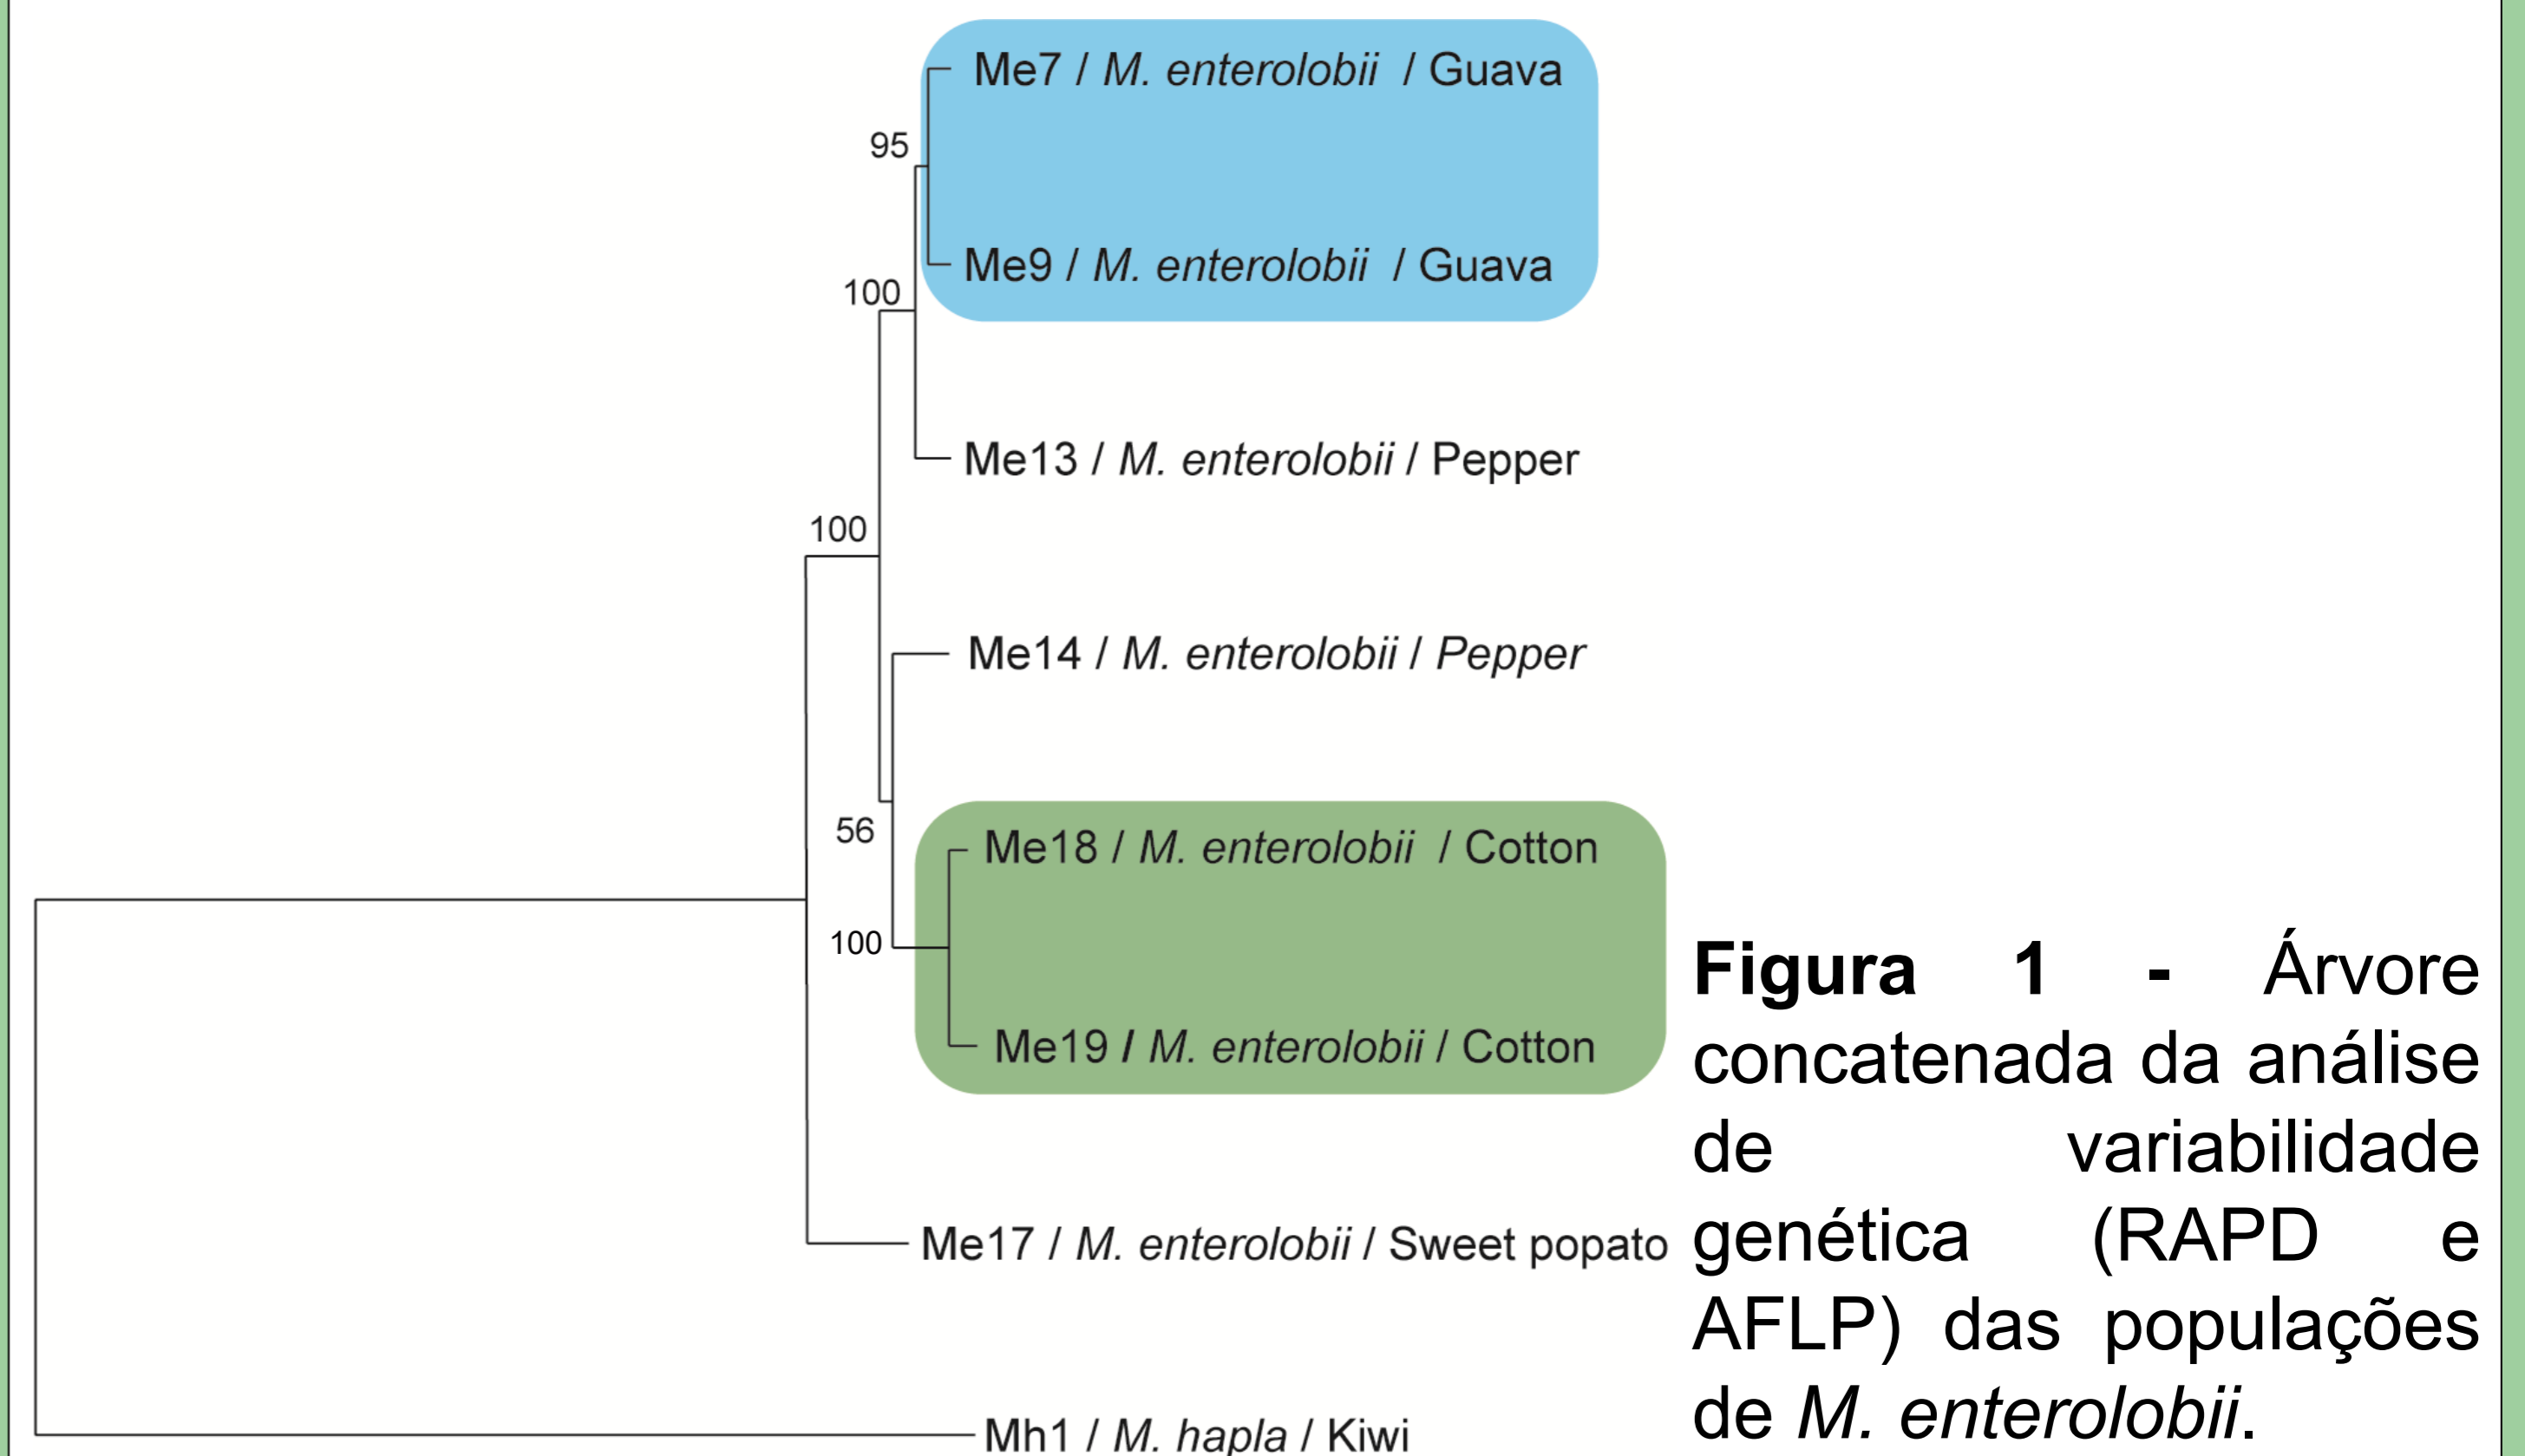 Me7 / M. enterolobii / Guava
95
Me9 / M. enterolobii / Guava
100
Me13 / M. enterolobii / Pepper
100
Me14 / M. enterolobii / Pepper
56
Me18 / M. enterolobii / Cotton
100
Me19 / M. enterolobii / Cotton
Me17 / M. enterolobii / Sweet popato
Mh1 / M. hapla / Kiwi
Figura 1 - Árvore
concatenada da análise
de variabilidade
genética (RAPD e
AFLP) das populações
de M. enterolobii.